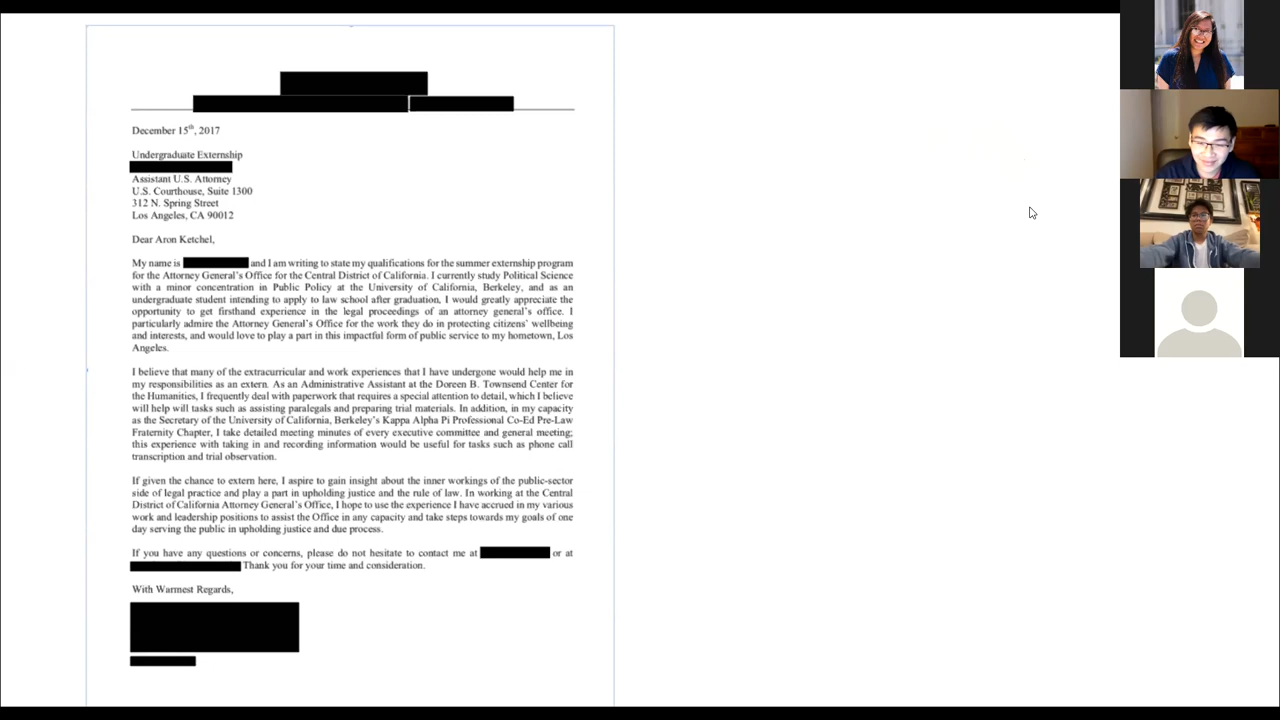 December 15th, 2017
Undergraduate Externship
Assistant U.S. Attorney
U.S. Courthouse, Suite 1300
312 N. Spring Street
Los Angeles, CA 90012
Dear Aron Ketchel,
My name is and I am writing to state my qualifications for the summer externship program
for the Attorney General's Office for the Central District of California. I currently study Political Science
with a minor concentration in Public Policy at the University of California, Berkeley, and as an
undergraduate student intending to apply to law school after graduation, I would greatly appreciate the
opportunity to get firsthand experience in the legal proceedings of an attorney general's office. I
particularly admire the Attorney General's Office for the work they do in protecting citizens' wellbeing
and interests, and would love to play a part in this impactful form of public service to my hometown, Los
Angeles.
I believe that many of the extracurricular and work experiences that I have undergone would help me in
my responsibilities as an extern. As an Administrative Assistant at the Doreen B. Townsend Center for
the Humanities, I frequently deal with paperwork that requires a special attention to detail, which I believe
will help will tasks such as assisting paralegals and preparing trial materials. In addition, in my capacity
as the Secretary of the University of California, Berkeley's Kappa Alpha Pi Professional Co-Ed Pre-Law
Fraternity Chapter, I take detailed meeting minutes of every executive committee and general meeting;
this experience with taking in and recording information would be useful for tasks such as phone call
transcription and trial observation.
If given the chance to extern here, I aspire to gain insight about the inner workings of the public-sector
side of legal practice and play a part in upholding justice and the rule of law. In working at the Central
District of California Attorney General's Office, I hope to use the experience I have accrued in my various
work and leadership positions to assist the Office in any capacity and take steps towards my goals of one
day serving the public in upholding justice and due process.
If you have any questions or concerns, please do not hesitate to contact me at or at
Thank you for your time and consideration.
With Warmest Regards,